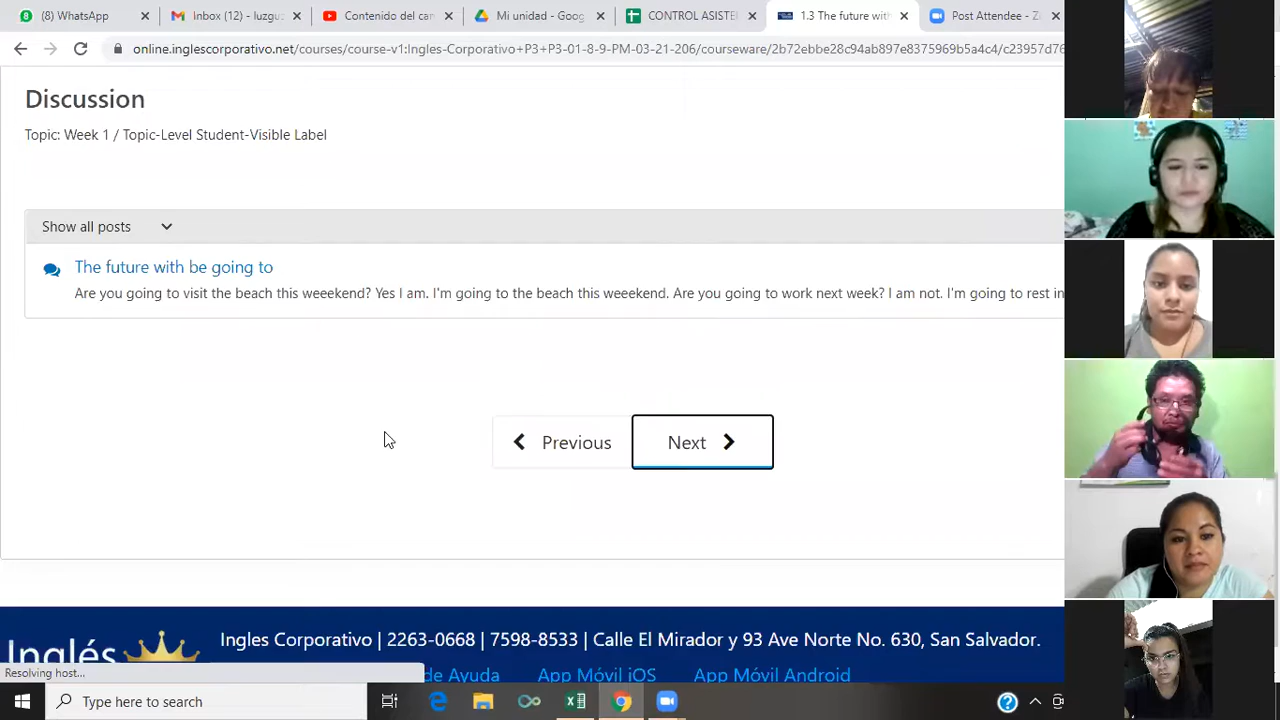 (8) WhatsApp
Inbox (12) - luzgu
Contenido del can
Mi unidad - Goog
CONTROL ASISTE
1.3 The future with
Post Attendee - Zo
online.inglescorporativo.net/courses/course-v1:Ingles-Corporativo+P3+P3-01-8-9-PM-03-21-206/courseware/2b72ebbe28c94ab897e8375969b5a4c4/c23957d76
Discussion
Topic: Week 1 / Topic-Level Student-Visible Label
Show all posts
The future with be going to
Are you going to visit the beach this weeekend? Yes I am. I'm going to the beach this weeekend. Are you going to work next week? I am not. I'm going to rest in
Previous
Next
Inglés
Ingles Corporativo | 2263-0668 | 7598-8533 | Calle El Mirador y 93 Ave Norte No. 630, San Salvador.
Resolving host...
de Ayuda
App Móvil iOS
App Móvil Android
Type here to search